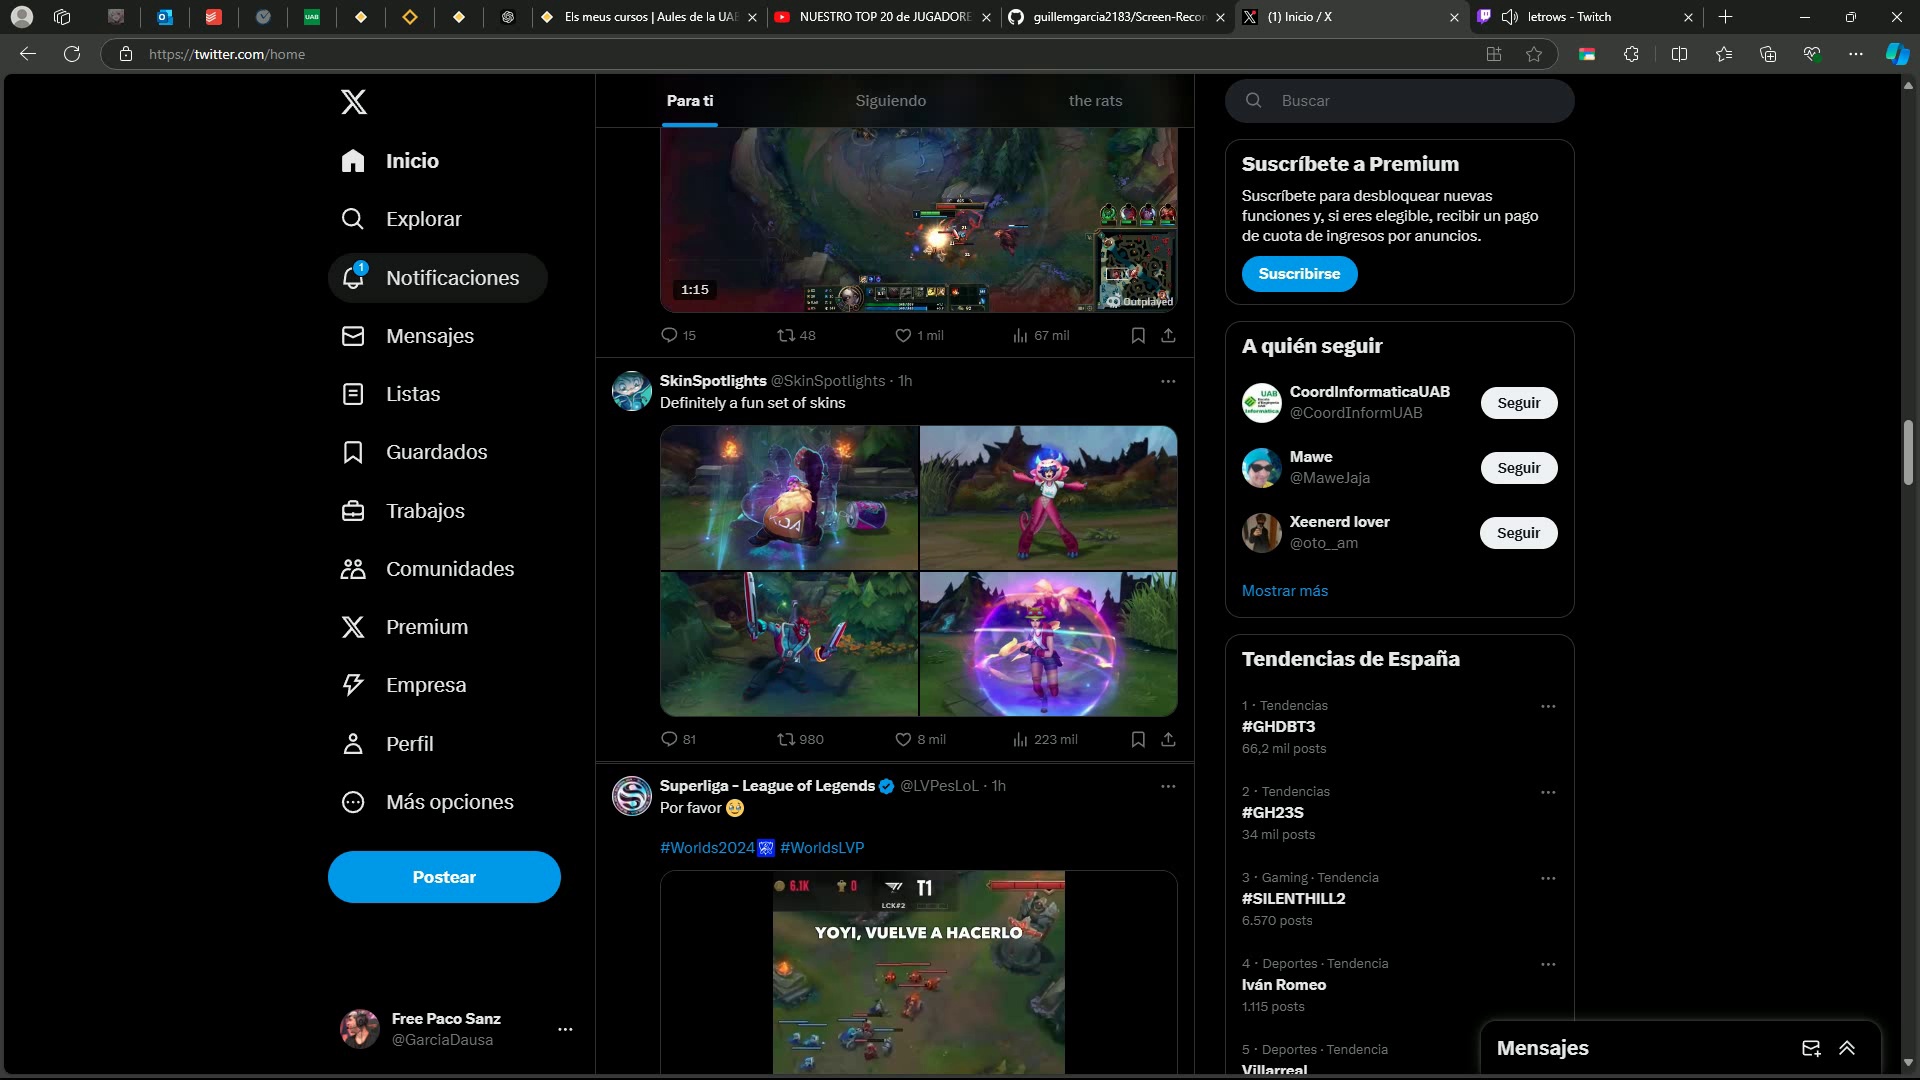 Els meus cursos | Aules de la UAB
NUESTRO TOP 20 de JUGADORE
guillemgarcia2183/Screen-Recor
(1) Inicio / X
letrows - Twitch
https://twitter.com/home
Inicio
Explorar
1
Notificaciones
Mensajes
Listas
Guardados
Trabajos
Comunidades
Premium
Empresa
Perfil
Más opciones
Postear
Free Paco Sanz
@GarciaDausa
Para ti
Siguiendo
the rats
1:15
Outplayed
15
48
1 mil
67 mil
SkinSpotlights @SkinSpotlights · 1h
Definitely a fun set of skins
81
980
8 mil
223 mil
Superliga - League of Legends @LVPesLoL · 1h
Por favor 🥹
#Worlds2024 #WorldsLVP
6.1K 0 T1
LCK#2
YOYI, VUELVE A HACERLO
Buscar
Suscríbete a Premium
Suscríbete para desbloquear nuevas
funciones y, si eres elegible, recibir un pago
de cuota de ingresos por anuncios.
Suscribirse
A quién seguir
CoordInformaticaUAB
@CoordInformUAB
Seguir
Mawe
@MaweJaja
Seguir
Xeenerd lover
@oto__am
Seguir
Mostrar más
Tendencias de España
1 · Tendencias
#GHDBT3
66,2 mil posts
2 · Tendencias
#GH23S
34 mil posts
3 · Gaming · Tendencia
#SILENTHILL2
6.570 posts
4 · Deportes · Tendencia
Iván Romeo
1.115 posts
5 · Deportes · Tendencia
Villarreal
Mensajes